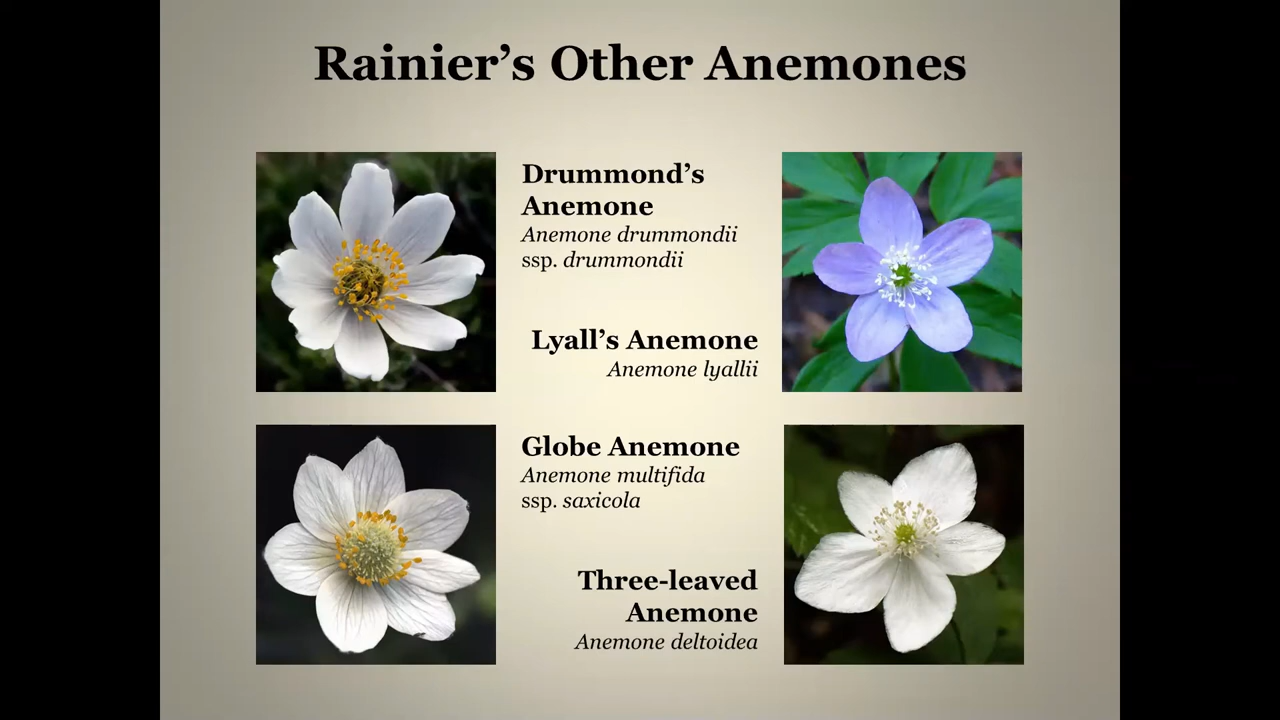 Rainier’s Other Anemones
Drummond’s
Anemone
Anemone drummondii
ssp. drummondii
Lyall’s Anemone
Anemone lyallii
Globe Anemone
Anemone multifida
ssp. saxicola
Three-leaved
Anemone
Anemone deltoidea